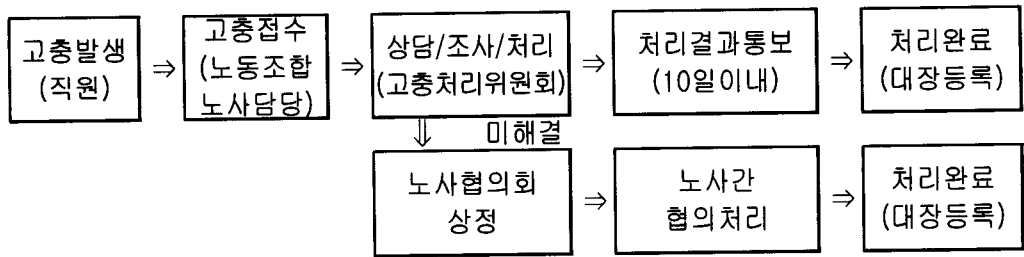 고충발생
(직원)
⇒
고충접수
(노동조합
노사담당)
⇒
상담/조사/처리
(고충처리위원회)
⇒
처리결과통보
(10일이내)
⇒
처리완료
(대장등록)
⇓ 미해결
노사협의회
상정
⇒
노사간
협의처리
⇒
처리완료
(대장등록)